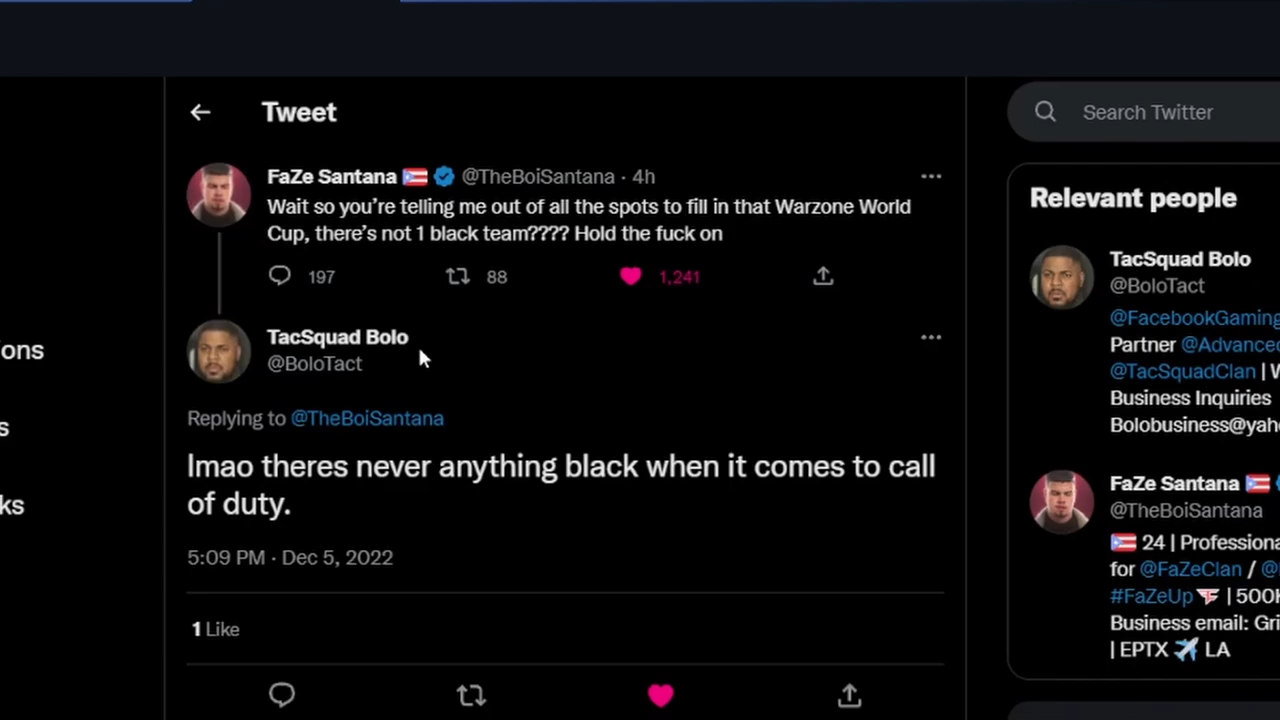 Tweet
Search Twitter
FaZe Santana 🇵🇷 @TheBoiSantana · 4h
Wait so you're telling me out of all the spots to fill in that Warzone World
Cup, there's not 1 black team???? Hold the fuck on
197 88 1,241
TacSquad Bolo
@BoloTact
Replying to @TheBoiSantana
lmao theres never anything black when it comes to call
of duty.
5:09 PM · Dec 5, 2022
1 Like
ons
s
ks
Relevant people
TacSquad Bolo
@BoloTact
@FacebookGaming
Partner @Advance
@TacSquadClan | W
Business Inquiries
Bolobusiness@yah
FaZe Santana 🇵🇷
@TheBoiSantana
🇵🇷 24 | Professiona
for @FaZeClan / @
#FaZeUp | 500K
Business email: Gri
| EPTX ✈️ LA